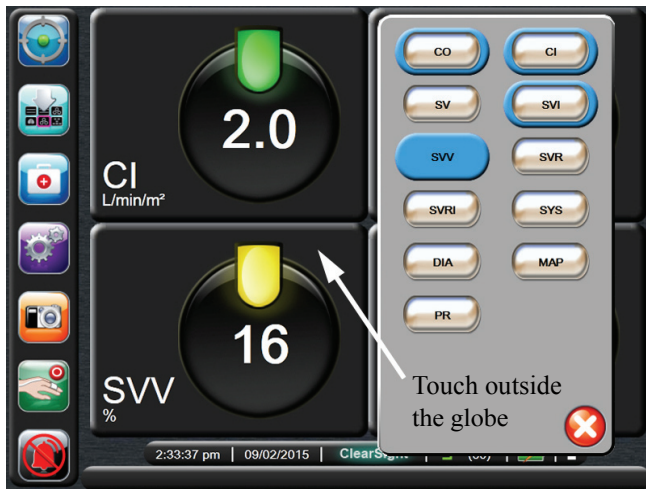 2.0
CI
L/min/m²
16
SVV
%
CO
CI
SV
SVI
SVV
SVR
SVRI
SYS
DIA
MAP
PR
Touch outside
the globe
2:33:37 pm | 09/02/2015 |